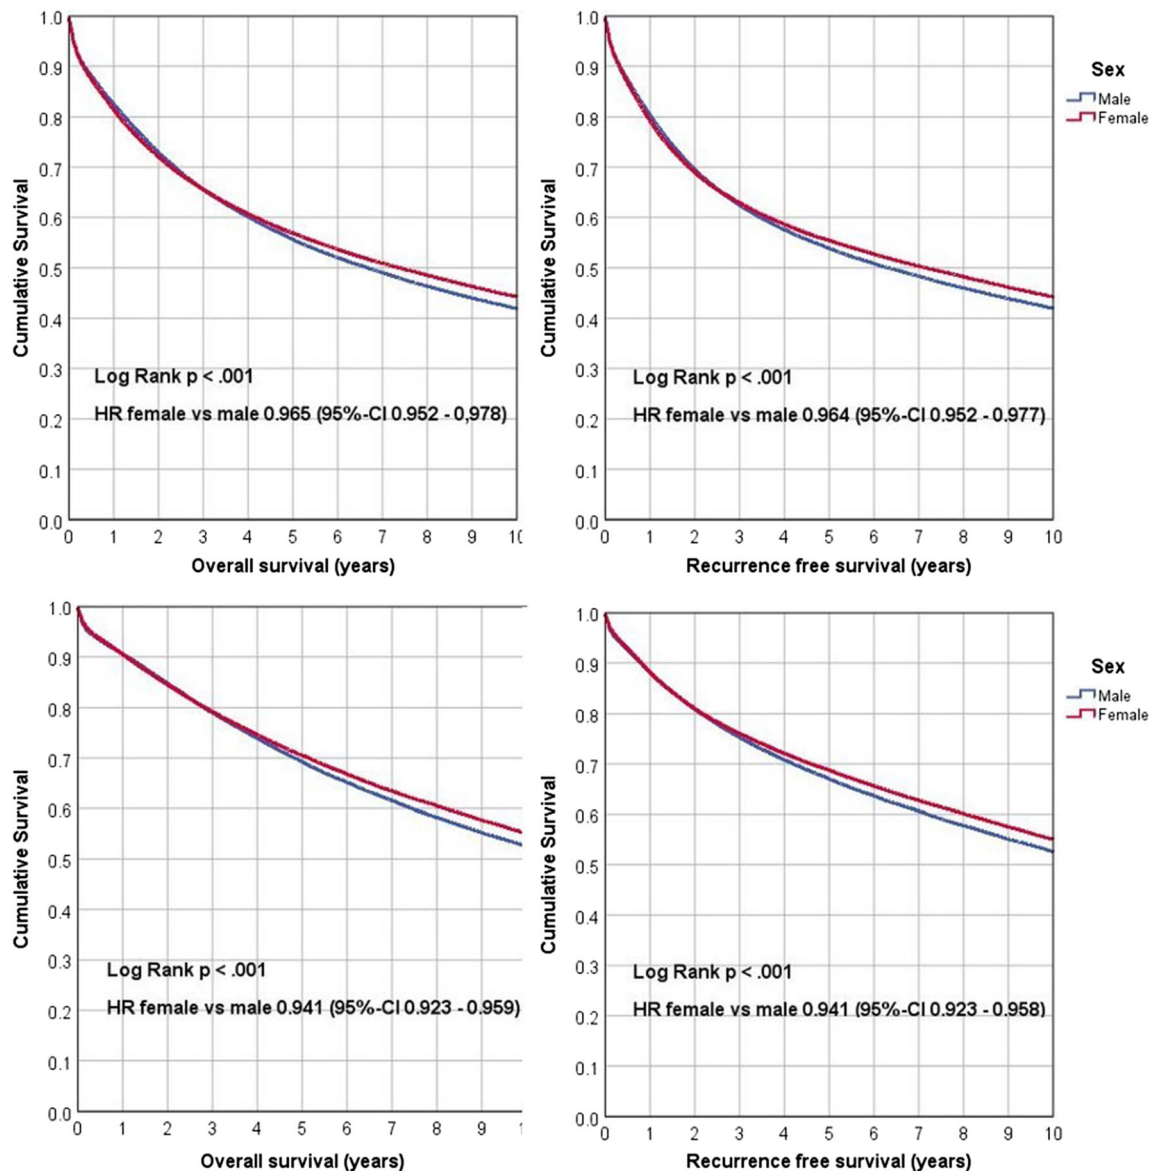 1.0
0.9
0.8
0.7
0.6
0.5
0.4
0.3
0.2
0.1
0.0
Cumulative Survival
Log Rank p < .001
HR female vs male 0.965 (95%-CI 0.952 - 0,978)
0 1 2 3 4 5 6 7 8 9 10
Overall survival (years)
1.0
0.9
0.8
0.7
0.6
0.5
0.4
0.3
0.2
0.1
0.0
Cumulative Survival
Log Rank p < .001
HR female vs male 0.964 (95%-CI 0.952 - 0.977)
0 1 2 3 4 5 6 7 8 9 10
Recurrence free survival (years)
Sex
Male
Female
1.0
0.9
0.8
0.7
0.6
0.5
0.4
0.3
0.2
0.1
0.0
Cumulative Survival
Log Rank p < .001
HR female vs male 0.941 (95%-CI 0.923 - 0.959)
0 1 2 3 4 5 6 7 8 9 1
Overall survival (years)
1.0
0.9
0.8
0.7
0.6
0.5
0.4
0.3
0.2
0.1
0.0
Cumulative Survival
Log Rank p < .001
HR female vs male 0.941 (95%-CI 0.923 - 0.958)
0 1 2 3 4 5 6 7 8 9 10
Recurrence free survival (years)
Sex
Male
Female